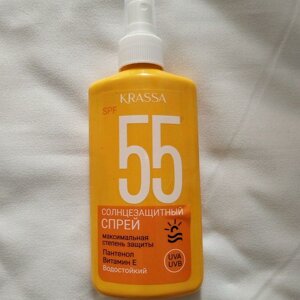 KRASSA
SPF
55
СОЛНЦЕЗАЩИТНЫЙ
СПРЕЙ
максимальная
степень защиты
Пантенол
Витамин Е
Водостойкий
UVA
UVB